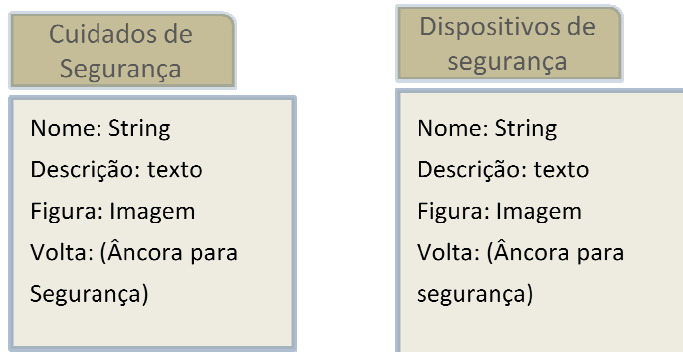 Cuidados de
Segurança
Nome: String
Descrição: texto
Figura: Imagem
Volta: (Âncora para
Segurança)
Dispositivos de
segurança
Nome: String
Descrição: texto
Figura: Imagem
Volta: (Âncora para
segurança)